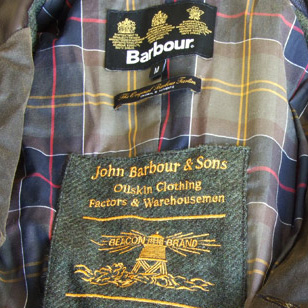 Barbour®
M
John Barbour & Sons
Oilskin Clothing
Factors & Warehousemen
BEACON BRAND